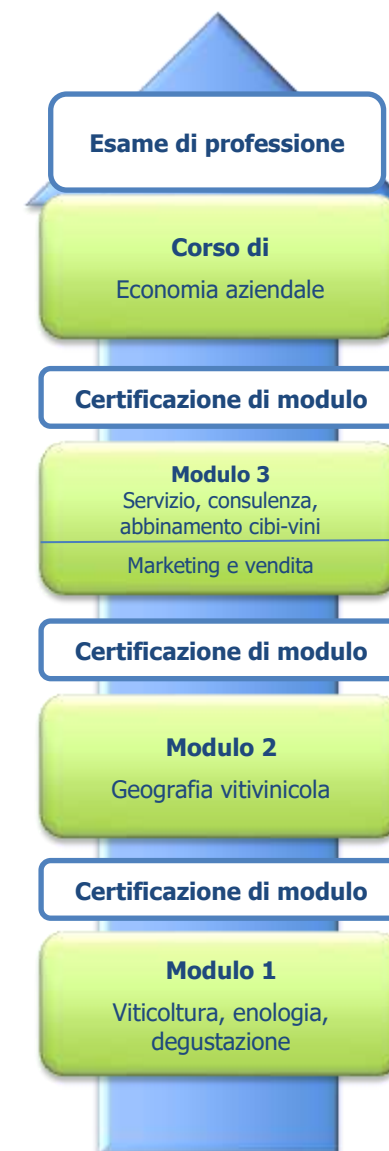 Esame di professione
Corso di
Economia aziendale
Certificazione di modulo
Modulo 3
Servizio, consulenza,
abbinamento cibi-vini
Marketing e vendita
Certificazione di modulo
Modulo 2
Geografia vitivinicola
Certificazione di modulo
Modulo 1
Viticoltura, enologia,
degustazione